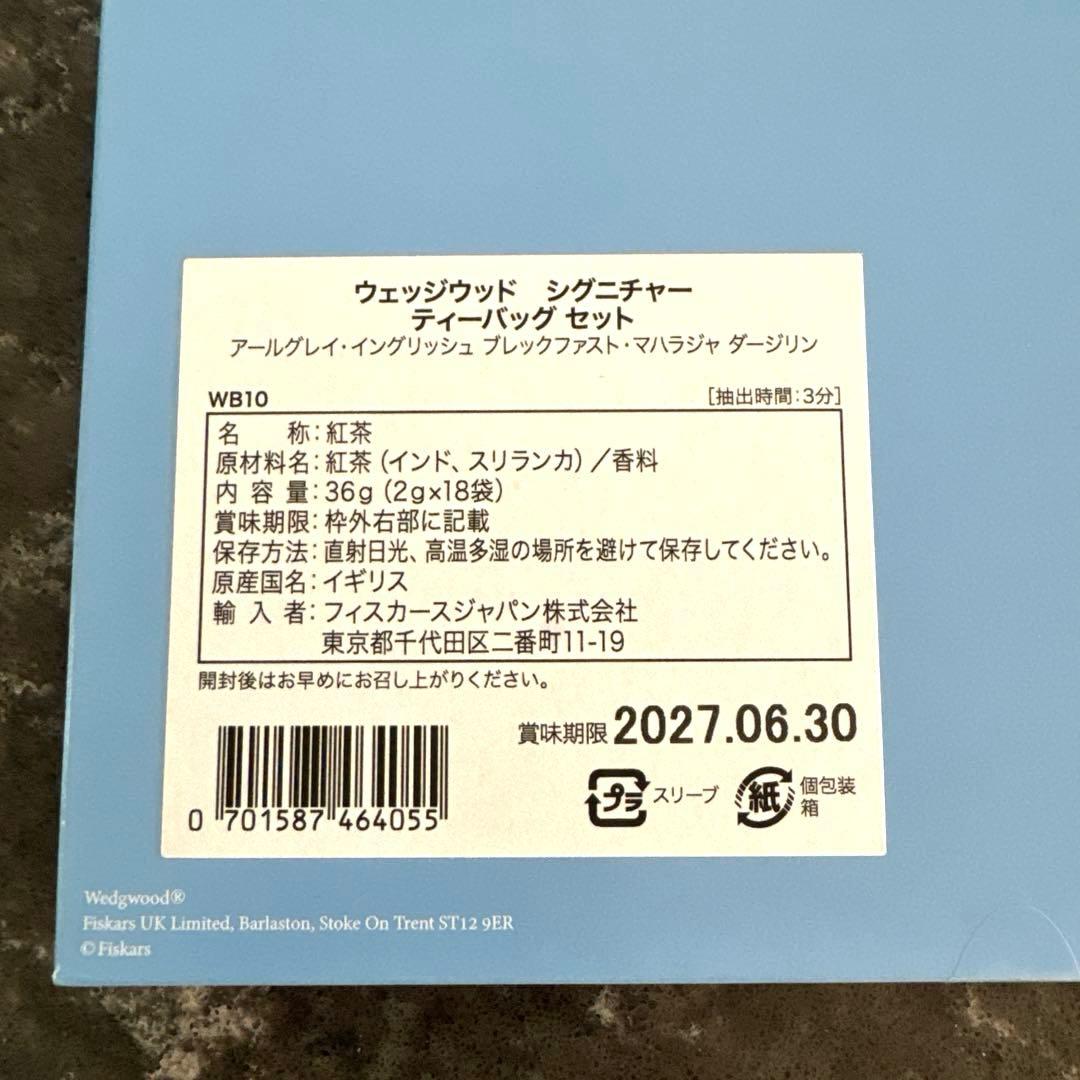 ウェッジウッド　シグニチャー
ティーバッグ セット
アールグレイ・イングリッシュ ブレックファスト・マハラジャ ダージリン
WB10 [抽出時間:3分]
名　　称:紅茶
原材料名:紅茶（インド、スリランカ）／香料
内 容 量:36g（2g×18袋）
賞味期限:枠外右部に記載
保存方法:直射日光、高温多湿の場所を避けて保存してください。
原産国名:イギリス
輸 入 者:フィスカースジャパン株式会社
東京都千代田区二番町11-19
開封後はお早めにお召し上がりください。
賞味期限 2027.06.30
プラ スリーブ 紙 個包装
箱
0 701587 464055
Wedgwood®
Fiskars UK Limited, Barlaston, Stoke On Trent ST12 9ER
© Fiskars